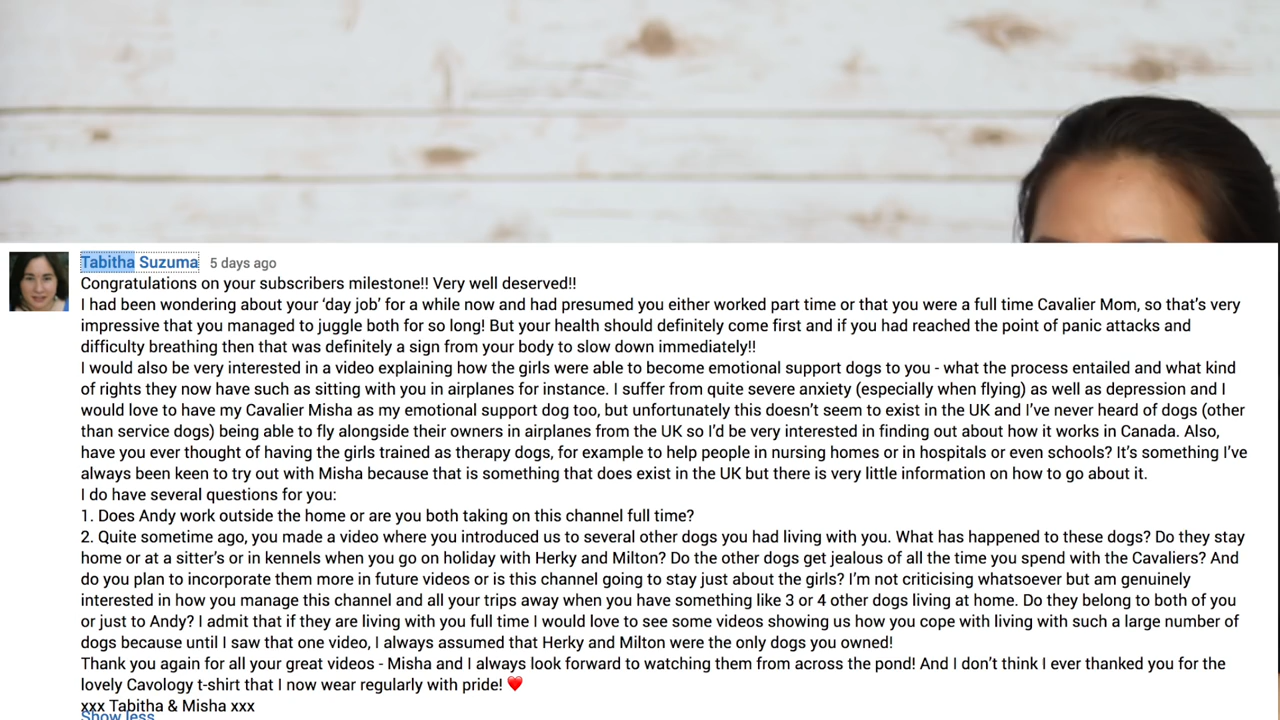 Tabitha Suzuma 5 days ago
Congratulations on your subscribers milestone!! Very well deserved!!
I had been wondering about your ‘day job’ for a while now and had presumed you either worked part time or that you were a full time Cavalier Mom, so that’s very
impressive that you managed to juggle both for so long! But your health should definitely come first and if you had reached the point of panic attacks and
difficulty breathing then that was definitely a sign from your body to slow down immediately!!
I would also be very interested in a video explaining how the girls were able to become emotional support dogs to you - what the process entailed and what kind
of rights they now have such as sitting with you in airplanes for instance. I suffer from quite severe anxiety (especially when flying) as well as depression and I
would love to have my Cavalier Misha as my emotional support dog too, but unfortunately this doesn’t seem to exist in the UK and I’ve never heard of dogs (other
than service dogs) being able to fly alongside their owners in airplanes from the UK so I’d be very interested in finding out about how it works in Canada. Also,
have you ever thought of having the girls trained as therapy dogs, for example to help people in nursing homes or in hospitals or even schools? It’s something I’ve
always been keen to try out with Misha because that is something that does exist in the UK but there is very little information on how to go about it.
I do have several questions for you:
1. Does Andy work outside the home or are you both taking on this channel full time?
2. Quite sometime ago, you made a video where you introduced us to several other dogs you had living with you. What has happened to these dogs? Do they stay
home or at a sitter’s or in kennels when you go on holiday with Herky and Milton? Do the other dogs get jealous of all the time you spend with the Cavaliers? And
do you plan to incorporate them more in future videos or is this channel going to stay just about the girls? I’m not criticising whatsoever but am genuinely
interested in how you manage this channel and all your trips away when you have something like 3 or 4 other dogs living at home. Do they belong to both of you
or just to Andy? I admit that if they are living with you full time I would love to see some videos showing us how you cope with living with such a large number of
dogs because until I saw that one video, I always assumed that Herky and Milton were the only dogs you owned!
Thank you again for all your great videos - Misha and I always look forward to watching them from across the pond! And I don’t think I ever thanked you for the
lovely Cavology t-shirt that I now wear regularly with pride! ❤️
xxx Tabitha & Misha xxx
Show less